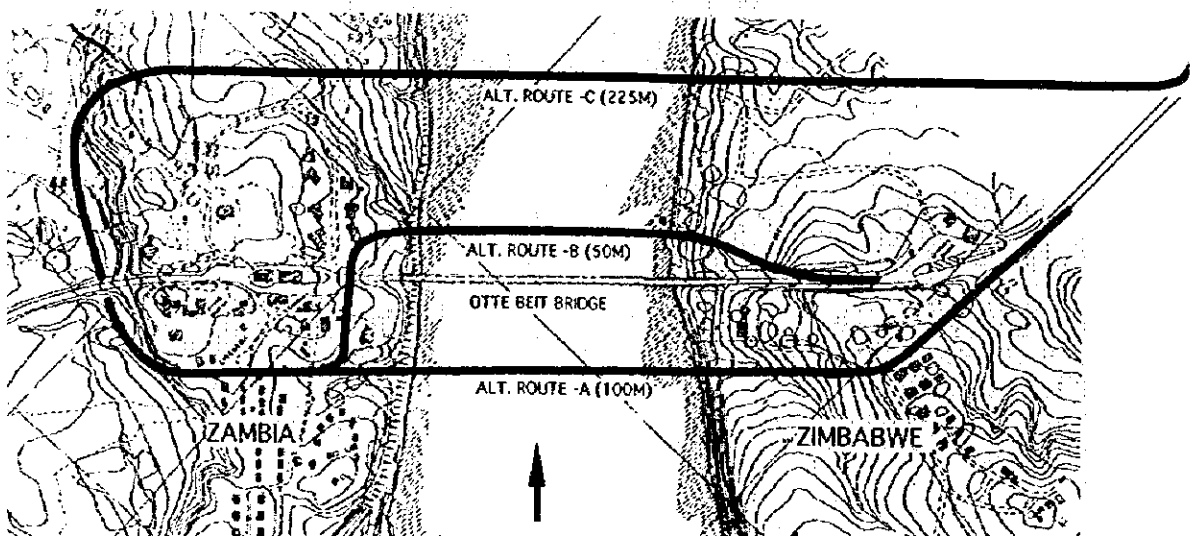 ALT. ROUTE -C (225M)
ALT. ROUTE -B (50M)
OTTE BEIT BRIDGE
ALT. ROUTE -A (100M)
ZAMBIA
ZIMBABWE